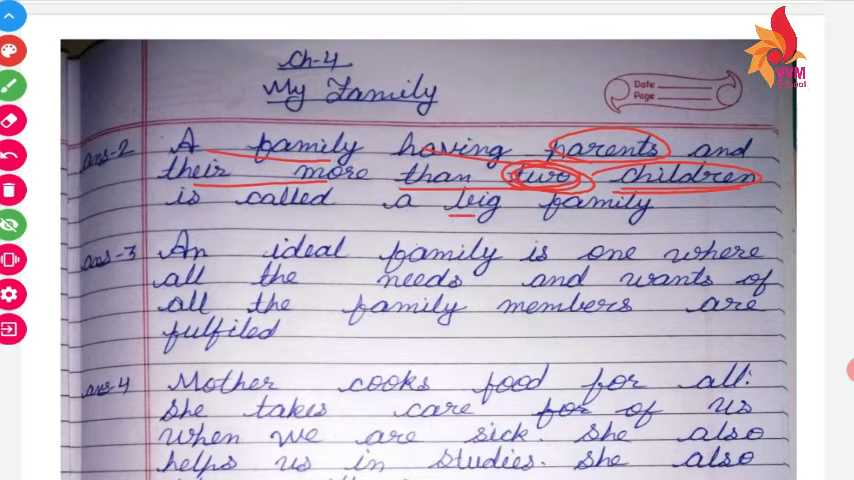 VVM
School
Ch-4
My Family
Date
Page
ans-2 A family having parents and
their more than two children
is called a big family
ans-3 An ideal family is one where
all the needs and wants of
all the family members are
fulfiled
ans-4 Mother cooks food for all.
She takes care for of us
when we are sick. She also
helps us in studies. She also